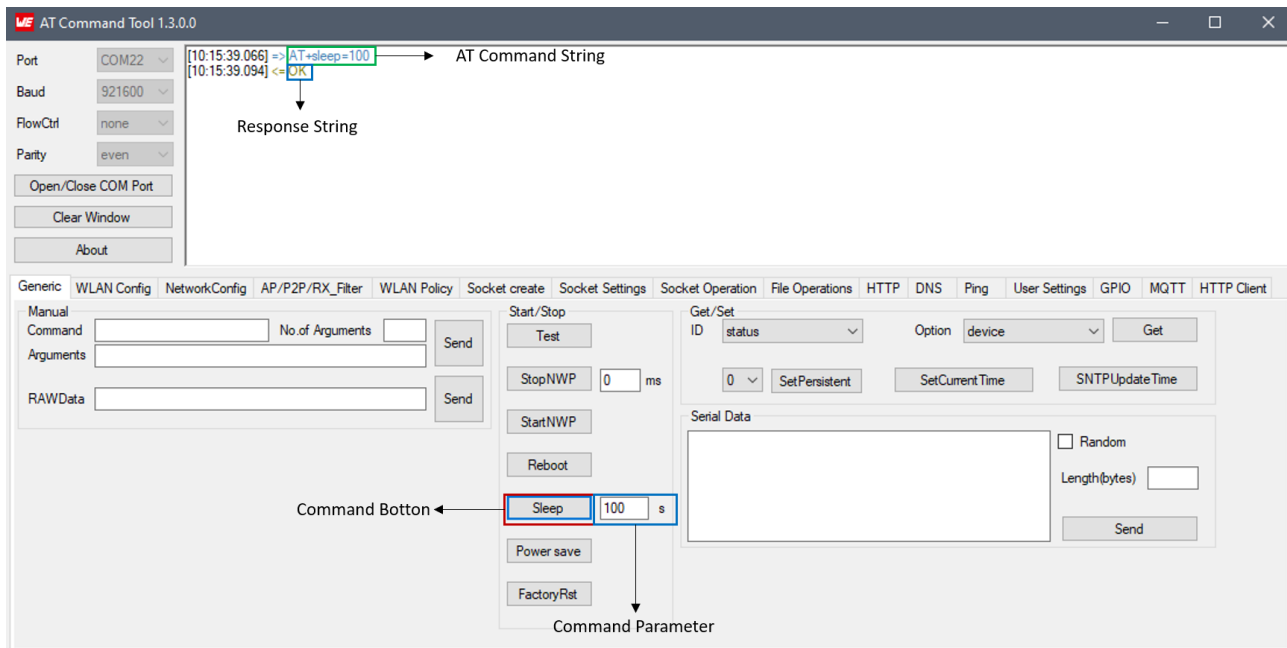 WE AT Command Tool 1.3.0.0
Port COM22
Baud 921600
FlowCtrl none
Parity even
Open/Close COM Port
Clear Window
About
[10:15:39.066] => AT+sleep=100 AT Command String
[10:15:39.094] <= OK
Response String
Generic WLAN Config NetworkConfig AP/P2P/RX_Filter WLAN Policy Socket create Socket Settings Socket Operation File Operations HTTP DNS Ping User Settings GPIO MQTT HTTP Client
Manual
Command No.of Arguments Send
Arguments
RAWData Send
Start/Stop
Test
StopNWP 0 ms
StartNWP
Reboot
Command Botton Sleep 100 s
Power save
FactoryRst
Command Parameter
Get/Set
ID status Option device Get
0 SetPersistent SetCurrentTime SNTPUpdateTime
Serial Data
Random
Length(bytes)
Send